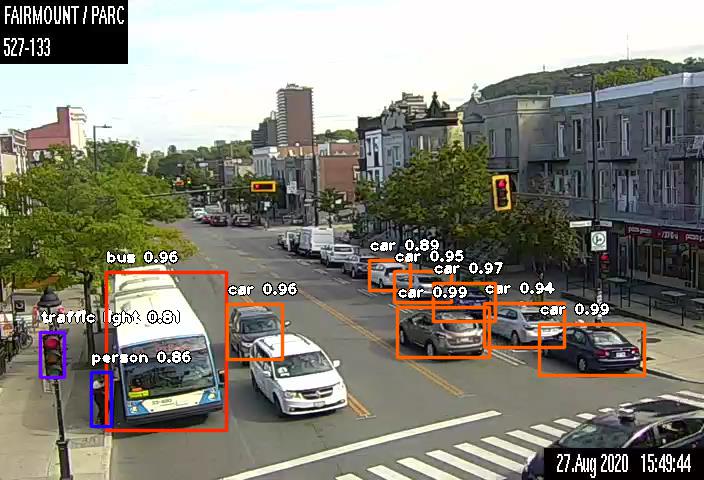 FAIRMOUNT / PARC
527-133
car 0.89
car 0.95
bus 0.96
car 0.97
car 0.96
car 0.99
car 0.94
car 0.99
traffic light 0.81
person 0.86
27.Aug 2020 15:49:44